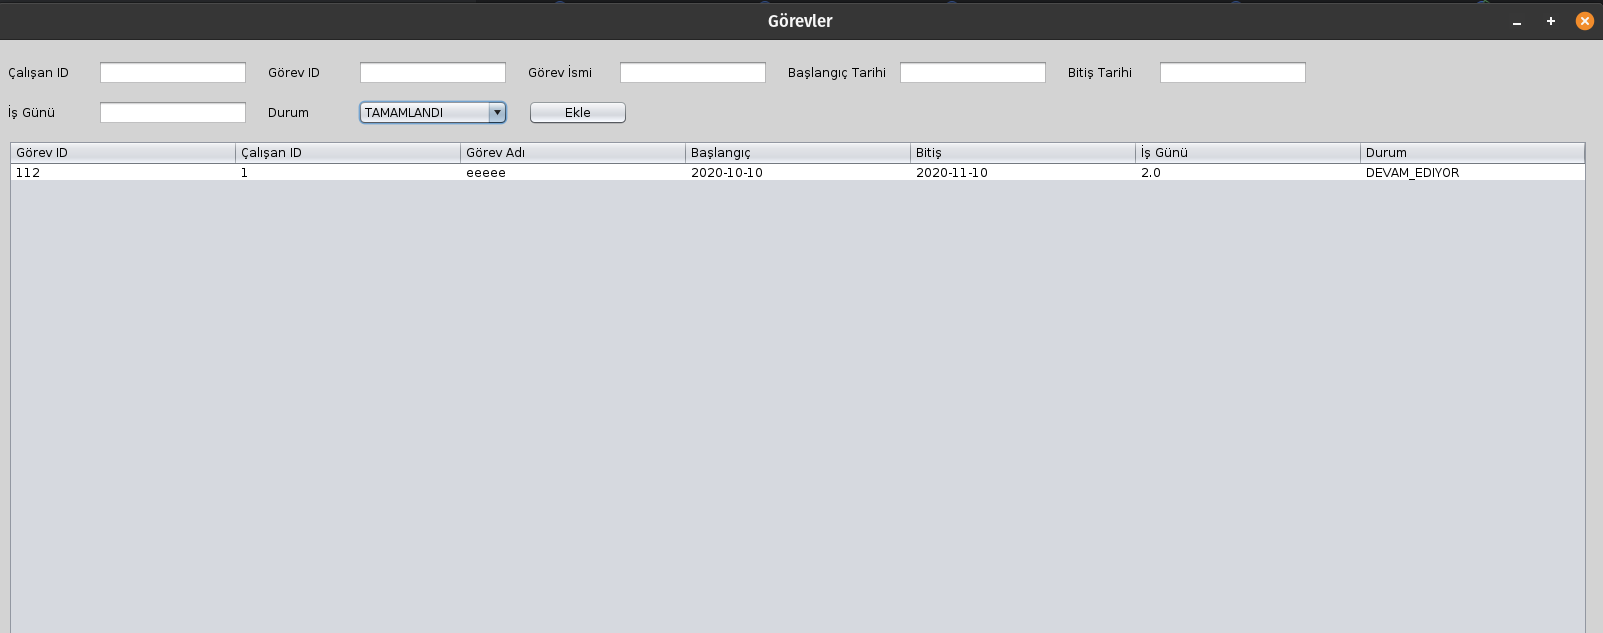 Görevler
Çalışan ID Görev ID Görev İsmi Başlangıç Tarihi Bitiş Tarihi
İş Günü Durum TAMAMLANDI Ekle
Görev ID Çalışan ID Görev Adı Başlangıç Bitiş İş Günü Durum
112 1 eeeee 2020-10-10 2020-11-10 2.0 DEVAM_EDIYOR